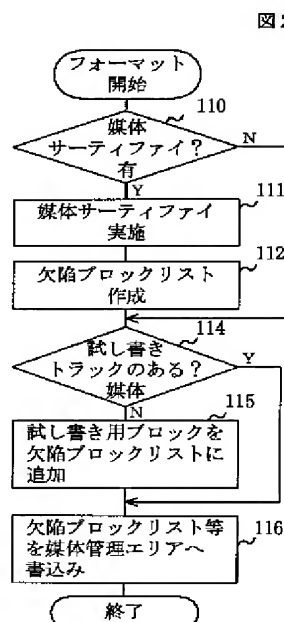 図2
フォーマット
開始
110
媒体
サーティファイ?
有
N
Y
111
媒体サーティファイ
実施
112
欠陥ブロックリスト
作成
114
試し書き
トラックのある?
媒体
Y
N
115
試し書き用ブロックを
欠陥ブロックリストに
追加
116
欠陥ブロックリスト等
を媒体管理エリアへ
書込み
終了